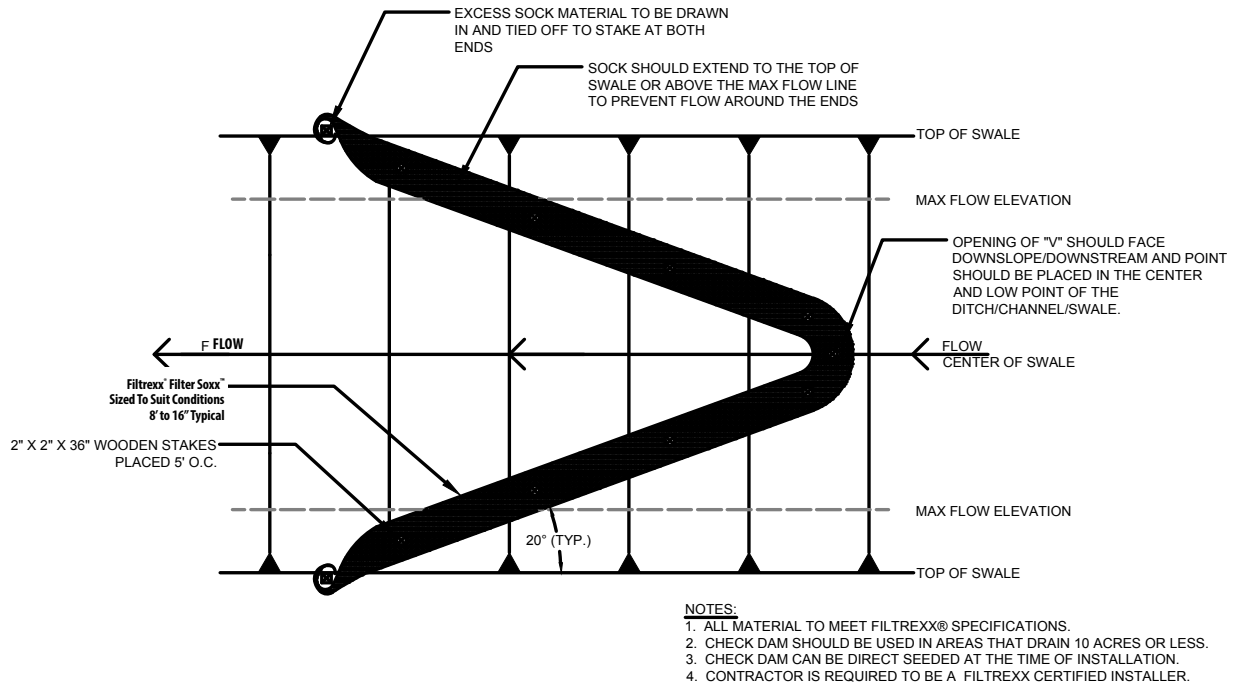 EXCESS SOCK MATERIAL TO BE DRAWN
IN AND TIED OFF TO STAKE AT BOTH
ENDS
SOCK SHOULD EXTEND TO THE TOP OF
SWALE OR ABOVE THE MAX FLOW LINE
TO PREVENT FLOW AROUND THE ENDS
TOP OF SWALE
MAX FLOW ELEVATION
OPENING OF "V" SHOULD FACE
DOWNSLOPE/DOWNSTREAM AND POINT
SHOULD BE PLACED IN THE CENTER
AND LOW POINT OF THE
DITCH/CHANNEL/SWALE.
F FLOW
FLOW
CENTER OF SWALE
Filtrexx® Filter Soxx™
Sized To Suit Conditions
8' to 16" Typical
2" X 2" X 36" WOODEN STAKES
PLACED 5' O.C.
MAX FLOW ELEVATION
20° (TYP.)
TOP OF SWALE
NOTES:
1. ALL MATERIAL TO MEET FILTREXX® SPECIFICATIONS.
2. CHECK DAM SHOULD BE USED IN AREAS THAT DRAIN 10 ACRES OR LESS.
3. CHECK DAM CAN BE DIRECT SEEDED AT THE TIME OF INSTALLATION.
4. CONTRACTOR IS REQUIRED TO BE A FILTREXX CERTIFIED INSTALLER.